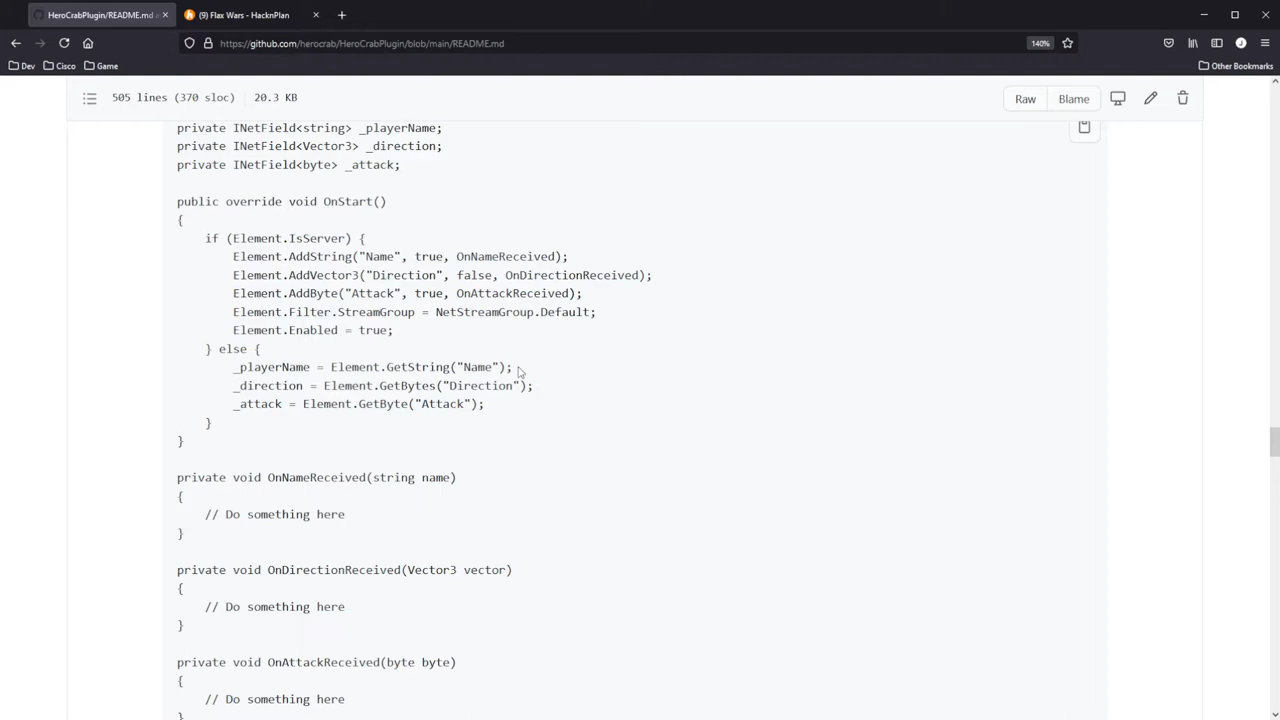 HeroCrabPlugin/README.md
(9) Flax Wars - HacknPlan
https://github.com/herocrab/HeroCrabPlugin/blob/main/README.md
140%
Dev Cisco Game Other Bookmarks
505 lines (370 sloc) 20.3 KB
Raw Blame
private INetField<string> _playerName;
private INetField<Vector3> _direction;
private INetField<byte> _attack;
public override void OnStart()
{
if (Element.IsServer) {
Element.AddString("Name", true, OnNameReceived);
Element.AddVector3("Direction", false, OnDirectionReceived);
Element.AddByte("Attack", true, OnAttackReceived);
Element.Filter.StreamGroup = NetStreamGroup.Default;
Element.Enabled = true;
} else {
_playerName = Element.GetString("Name");
_direction = Element.GetBytes("Direction");
_attack = Element.GetByte("Attack");
}
}
private void OnNameReceived(string name)
{
// Do something here
}
private void OnDirectionReceived(Vector3 vector)
{
// Do something here
}
private void OnAttackReceived(byte byte)
{
// Do something here
}